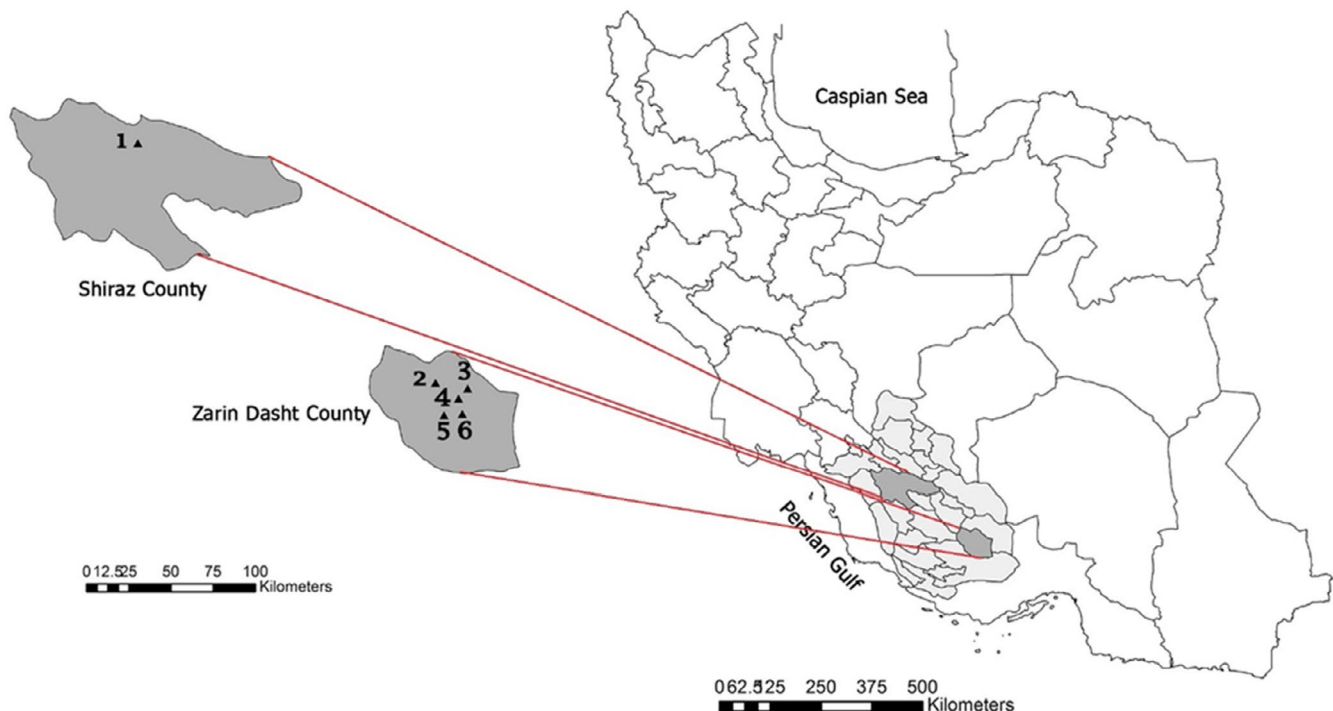 Caspian Sea
1
Shiraz County
2
3
4
5
6
Zarin Dasht County
Persian Gulf
0 12.5 25 50 75 100
Kilometers
0 62.5 125 250 375 500
Kilometers